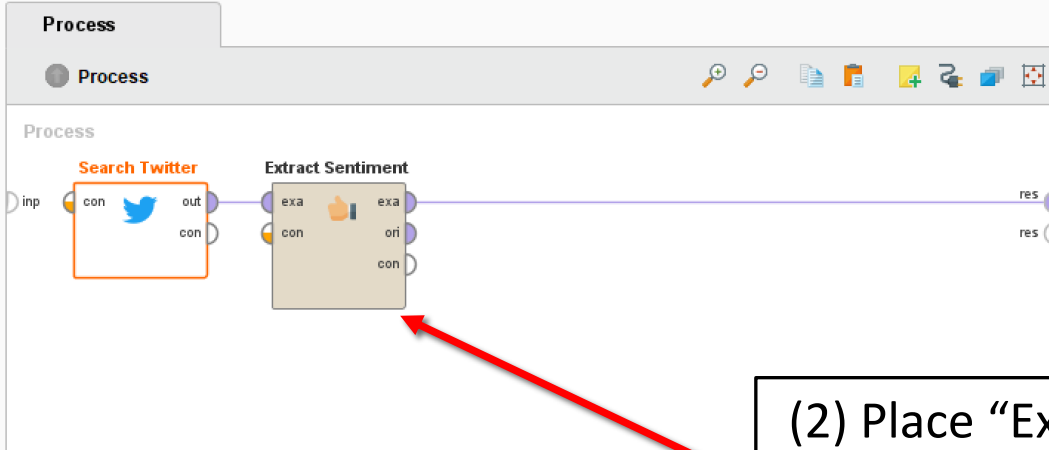 Process
Process
Process
Search Twitter Extract Sentiment
inp con out exa exa res
con con ori res
con
(2) Place “Ex